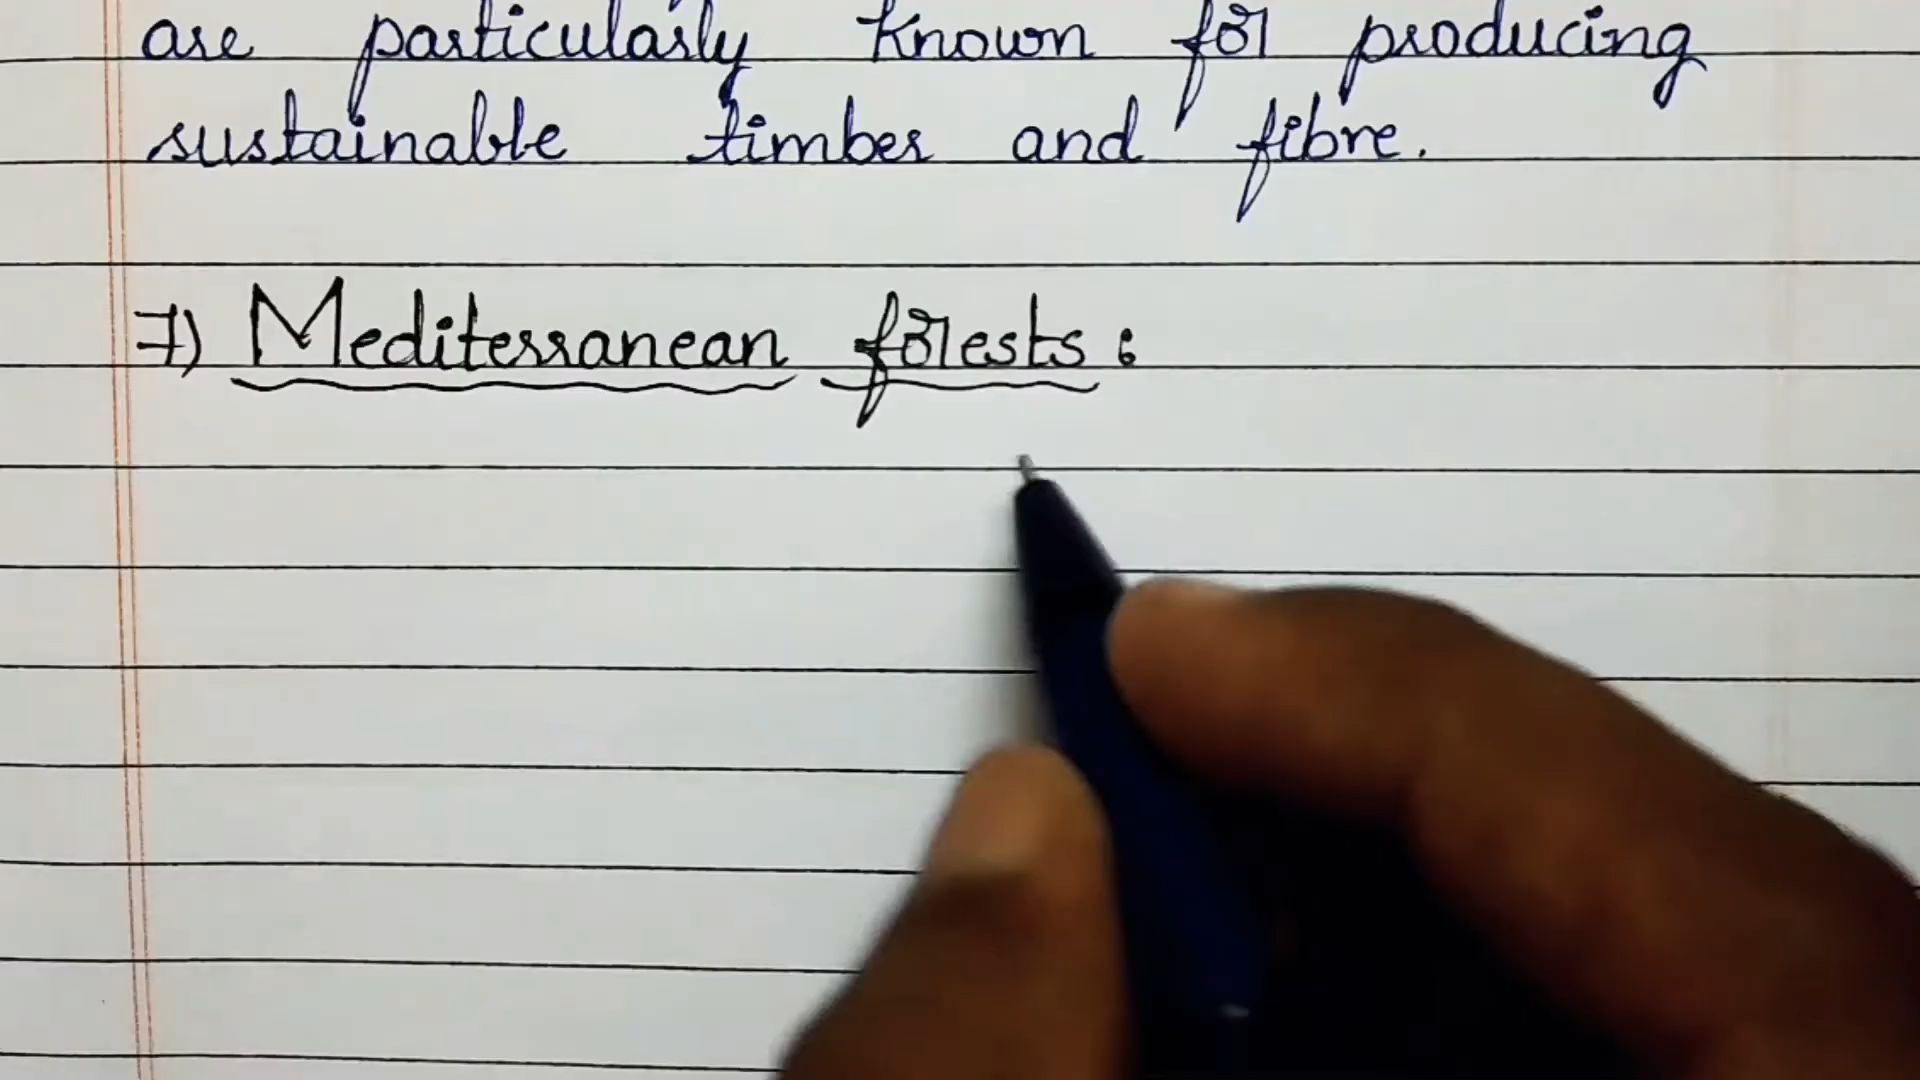 are particularly known for producing
sustainable timber and fibre.
7) Mediterranean forests :